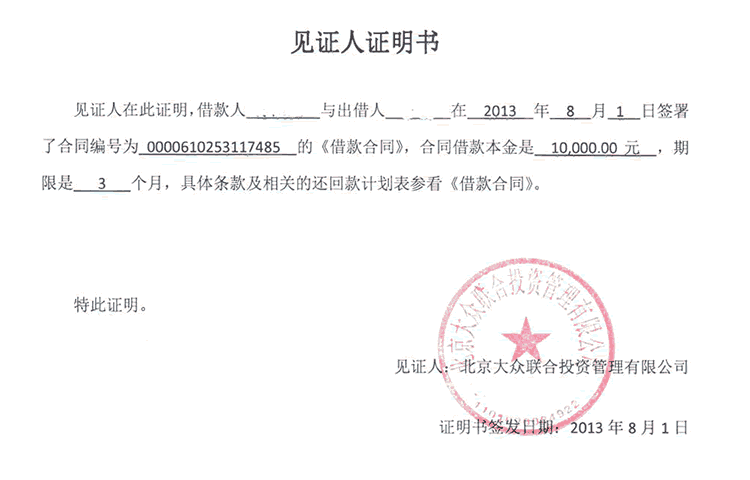 见证人证明书
见证人在此证明，借款人与出借人在 2013 年 8 月 1 日签署
了合同编号为 0000610253117485 的《借款合同》，合同借款本金是 10,000.00 元，期
限是 3 个月，具体条款及相关的还回款计划表参看《借款合同》。
特此证明。
北京大众联合投资管理有限公司
见证人：北京大众联合投资管理有限公司
证明书签发日期：2013 年 8 月 1 日